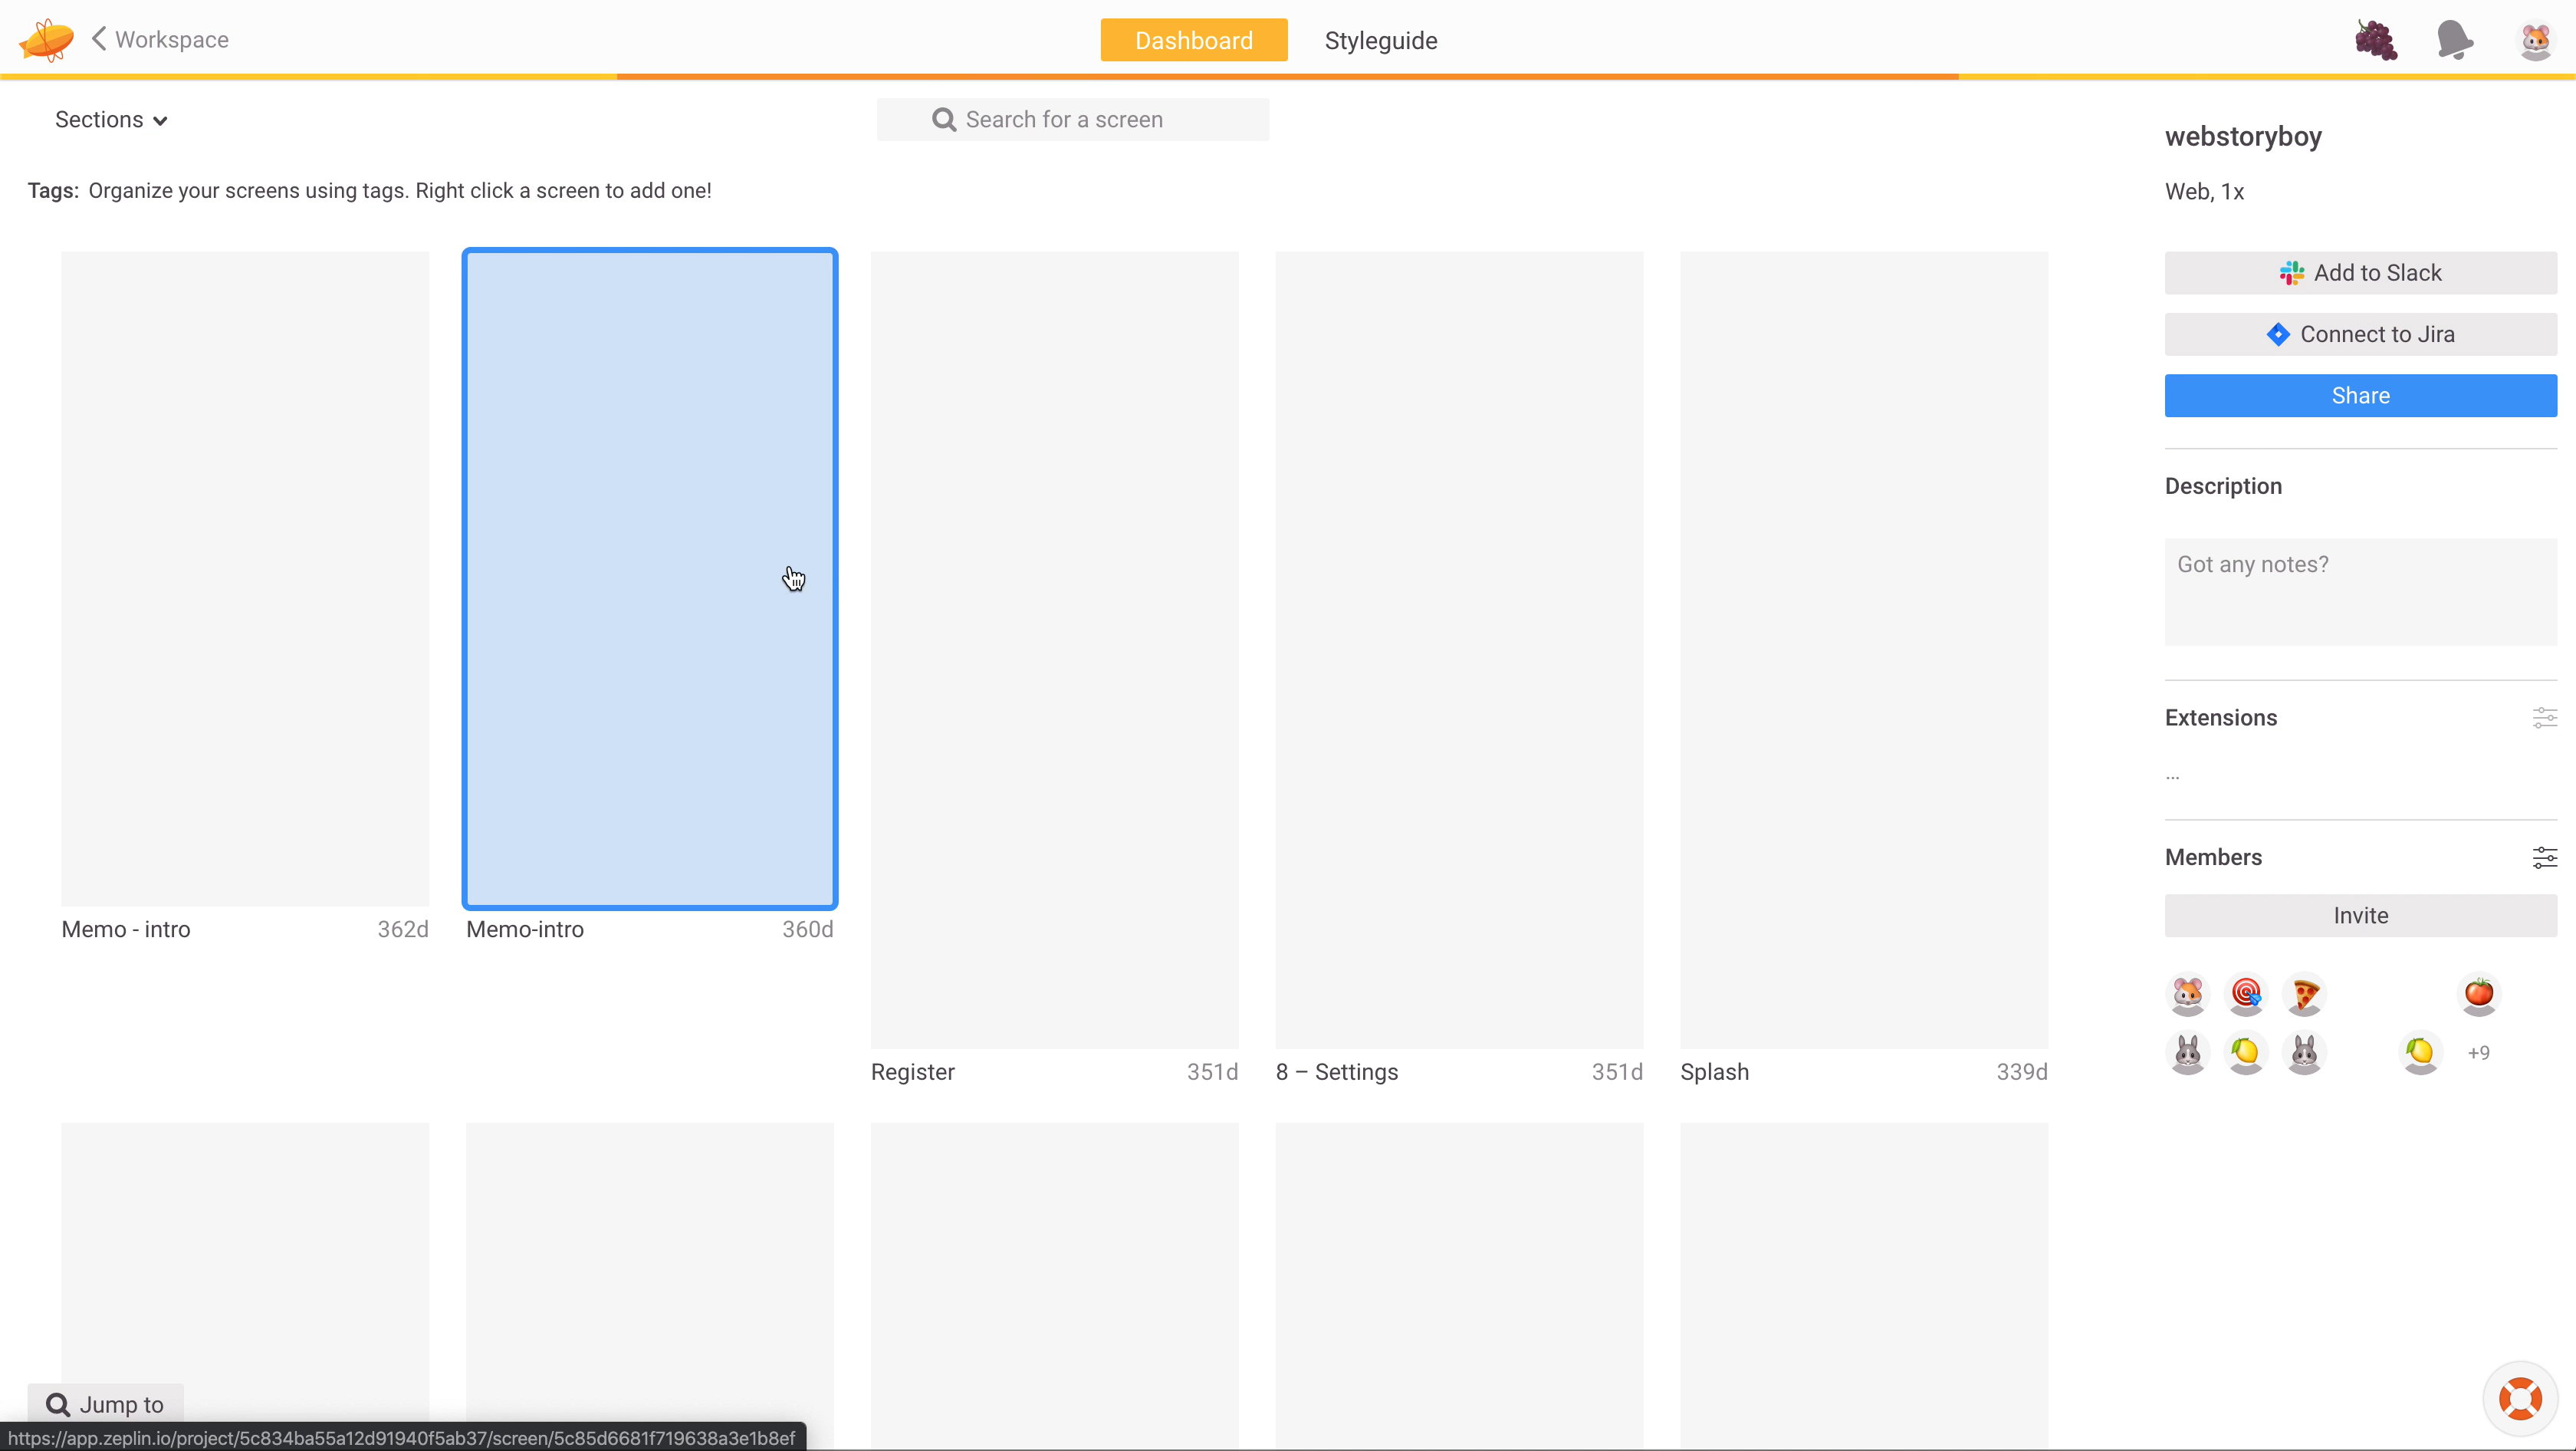 Workspace
Dashboard
Styleguide
Sections
Search for a screen
Tags: Organize your screens using tags. Right click a screen to add one!
webstoryboy
Web, 1x
Add to Slack
Connect to Jira
Share
Description
Got any notes?
Extensions
...
Members
Invite
+9
Memo - intro 362d
Memo-intro 360d
Register 351d
8 – Settings 351d
Splash 339d
Jump to
https://app.zeplin.io/project/5c834ba55a12d91940f5ab37/screen/5c85d6681f719638a3e1b8ef